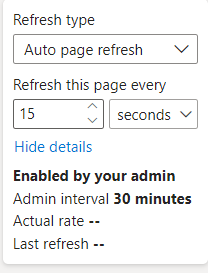 Refresh type
Auto page refresh
Refresh this page every
15 seconds
Hide details
Enabled by your admin
Admin interval 30 minutes
Actual rate --
Last refresh --